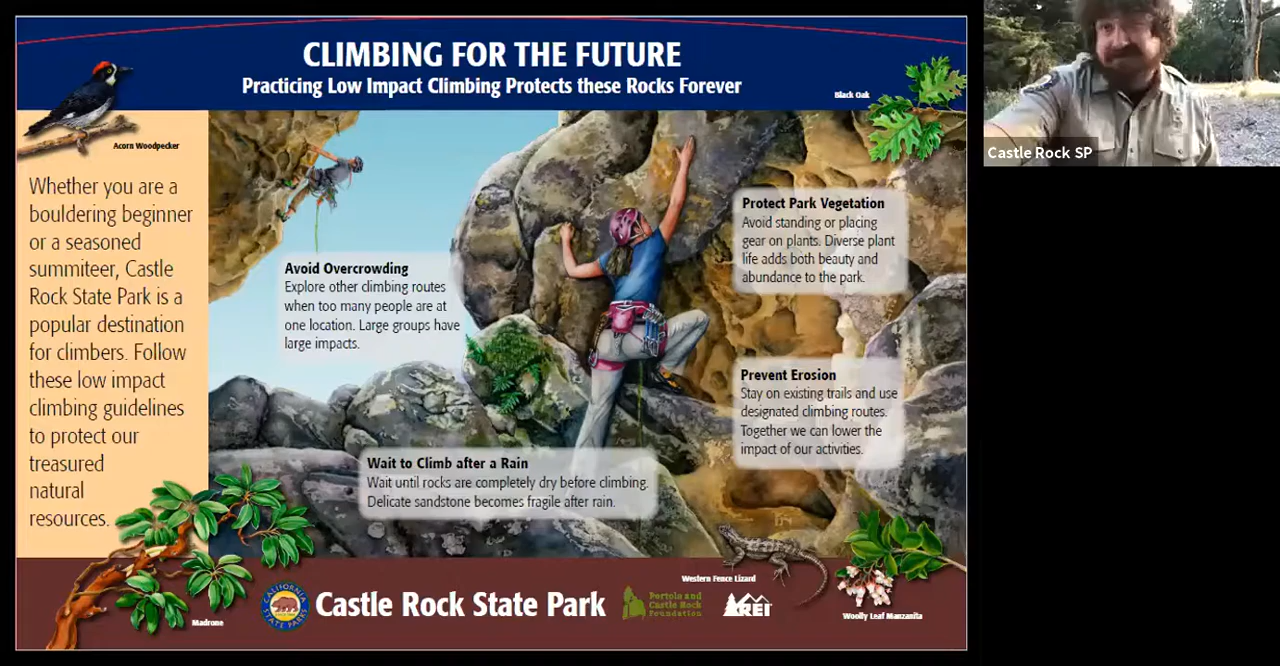 CLIMBING FOR THE FUTURE
Practicing Low Impact Climbing Protects these Rocks Forever
Black Oak
Acorn Woodpecker
Whether you are a
bouldering beginner
or a seasoned
summiteer, Castle
Rock State Park is a
popular destination
for climbers. Follow
these low impact
climbing guidelines
to protect our
treasured
natural
resources.
Avoid Overcrowding
Explore other climbing routes
when too many people are at
one location. Large groups have
large impacts.
Protect Park Vegetation
Avoid standing or placing
gear on plants. Diverse plant
life adds both beauty and
abundance to the park.
Prevent Erosion
Stay on existing trails and use
designated climbing routes.
Together we can lower the
impact of our activities.
Wait to Climb after a Rain
Wait until rocks are completely dry before climbing.
Delicate sandstone becomes fragile after rain.
Western Fence Lizard
Madrone
CALIFORNIA
STATE PARKS
Castle Rock State Park
Portola and
Castle Rock
Foundation
REI
Woolly Leaf Manzanita
Castle Rock SP